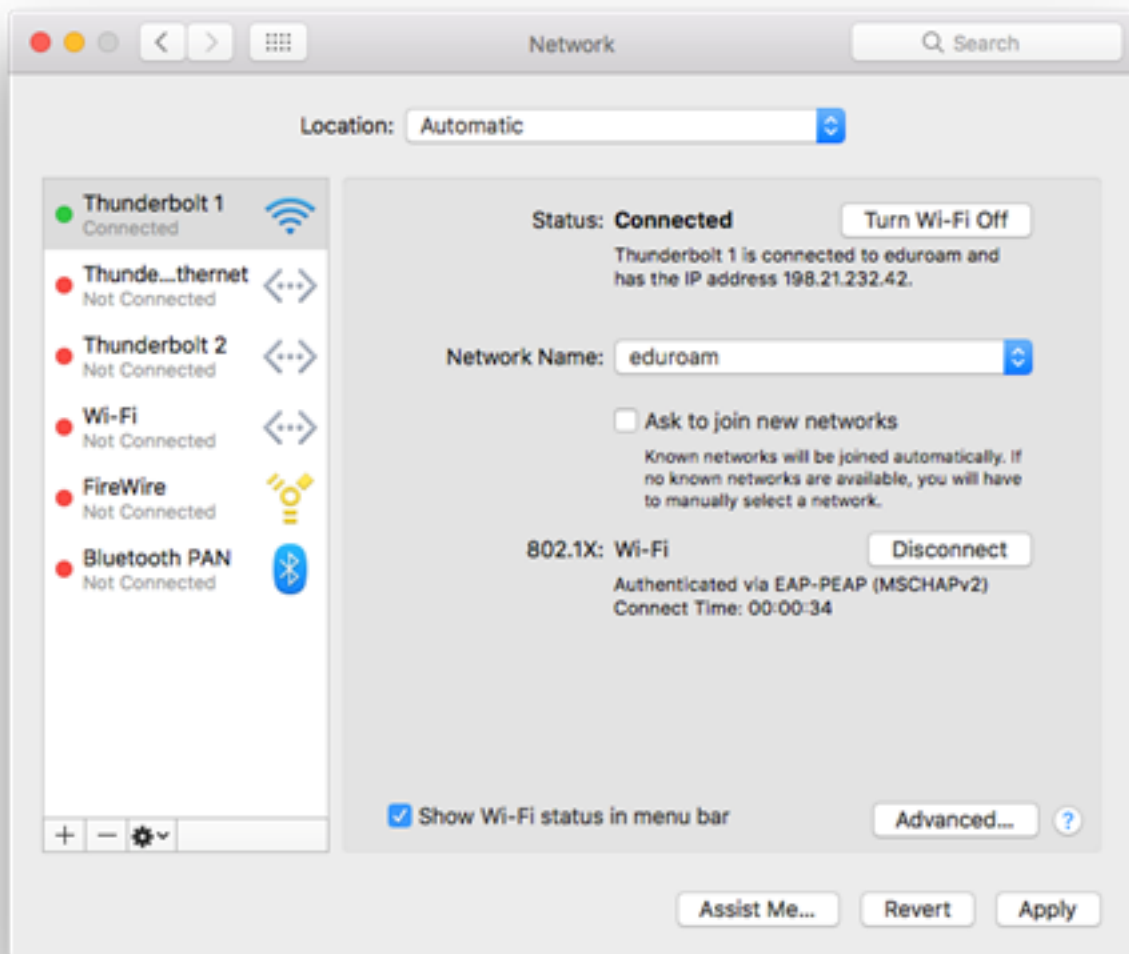 Network
Search
Location: Automatic
Thunderbolt 1
Connected
Thunde...thernet
Not Connected
Thunderbolt 2
Not Connected
Wi-Fi
Not Connected
FireWire
Not Connected
Bluetooth PAN
Not Connected
Status: Connected
Turn Wi-Fi Off
Thunderbolt 1 is connected to eduroam and
has the IP address 198.21.232.42.
Network Name: eduroam
Ask to join new networks
Known networks will be joined automatically. If
no known networks are available, you will have
to manually select a network.
802.1X: Wi-Fi
Disconnect
Authenticated via EAP-PEAP (MSCHAPv2)
Connect Time: 00:00:34
Show Wi-Fi status in menu bar
Advanced...
?
Assist Me...
Revert
Apply